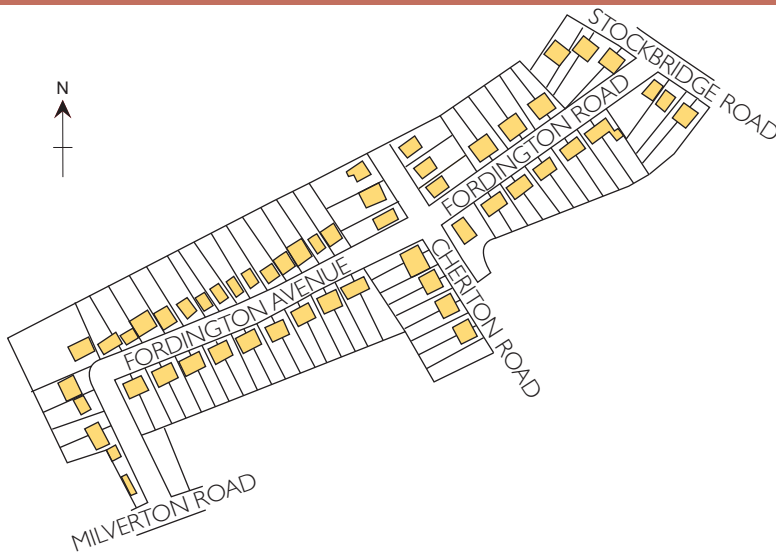 STOCKBRIDGE ROAD
N
FORDINGTON ROAD
CHERITON ROAD
FORDINGTON AVENUE
MILVERTON ROAD